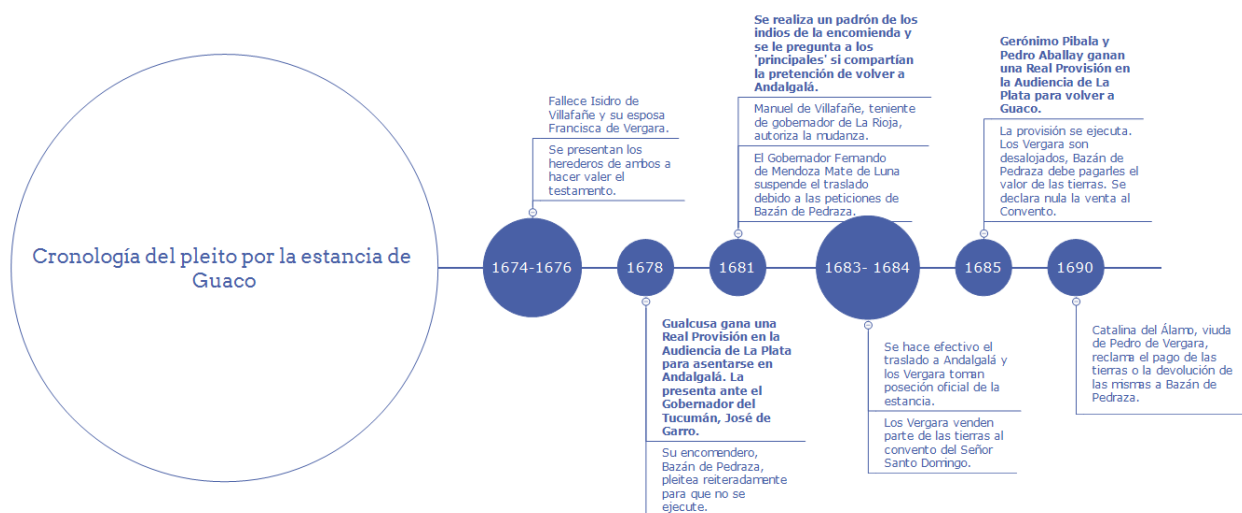 Cronología del pleito por la estancia de
Guaco
1674-1676
Fallece Isidro de
Villafañe y su esposa
Francisca de Vergara.
Se presentan los
herederos de ambos a
hacer valer el
testamento.
1678
Gualcusa gana una
Real Provisión en la
Audiencia de La Plata
para asentarse en
Andalgalá. La
presenta ante el
Gobernador del
Tucumán, José de
Garro.
Su encomendero,
Bazán de Pedraza,
pleitea reiteradamente
para que no se
ejecute.
1681
Se realiza un padrón de los
indios de la encomienda y
se le pregunta a los
'principales' si compartían
la pretención de volver a
Andalgalá.
Manuel de Villafañe, teniente
de gobernador de La Rioja,
autoriza la mudanza.
El Gobernador Fernando
de Mendoza Mate de Luna
suspende el traslado
debido a las peticiones de
Bazán de Pedraza.
1683- 1684
Se hace efectivo el
traslado a Andalgalá y
los Vergara toman
poseción oficial de la
estancia.
Los Vergara venden
parte de las tierras al
convento del Señor
Santo Domingo.
1685
Gerónimo Pibala y
Pedro Aballay ganan
una Real Provisión en
la Audiencia de La
Plata para volver a
Guaco.
La provisión se ejecuta.
Los Vergara son
desalojados, Bazán de
Pedraza debe pagarles el
valor de las tierras. Se
declara nula la venta al
Convento.
1690
Catalina del Álamo, viuda
de Pedro de Vergara,
reclama el pago de las
tierras o la devolución de
las mismas a Bazán de
Pedraza.